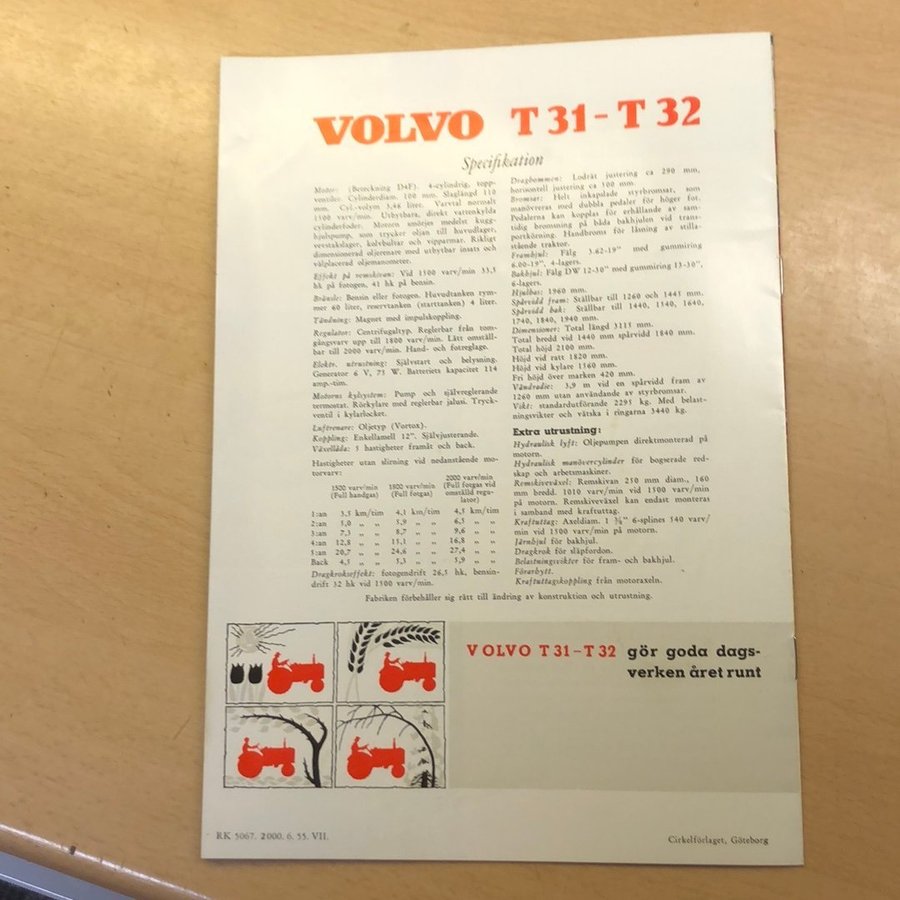 VOLVO T 31 - T 32
Specifikation
Motor: (Beteckning D4F). 4-cylindrig, topp-
ventiler. Cylinderdiam. 100 mm. Slaglängd 110
mm. Cyl.-volym 3,46 liter. Varvtal normalt
1500 varv/min. Utbytbara, direkt vattenkylda
cylinderfoder. Motorn smörjes medelst kugg-
hjulspump, som trycker oljan till huvudlager,
vevstakslager, kolvbultar och vipparmar. Rikligt
dimensionerad oljerenare med utbytbar insats och
välplacerad oljemanometer.
Effekt på remskivan: Vid 1500 varv/min 33,5
hk på fotogen, 41 hk på bensin.
Bränsle: Bensin eller fotogen. Huvudtanken rym-
mer 60 liter, reservtanken (starttanken) 4 liter.
Tändning: Magnet med impulskoppling.
Regulator: Centrifugaltyp. Reglerbar från tom-
gångsvarv upp till 1800 varv/min. Lätt omställ-
bar till 2000 varv/min. Hand- och fotreglage.
Elektr. utrustning: Självstart och belysning.
Generator 6 V, 75 W. Batteriets kapacitet 114
amp.-tim.
Motorns kylsystem: Pump och självreglerande
termostat. Rörkylare med reglerbar jalusi. Tryck-
ventil i kylarlocket.
Luftrenare: Oljetyp (Vortox).
Koppling: Enkellamell 12". Självjusterande.
Växellåda: 5 hastigheter framåt och back.
Hastigheter utan slirning vid nedanstående mo-
torvarv:
1500 varv/min (Full handgas) 1800 varv/min (Full fotgas) 2000 varv/min (Full fotgas vid omställd regulator)
1:an 3,5 km/tim 4,1 km/tim 4,5 km/tim
2:an 5,0 „ „ 5,9 „ „ 6,5 „ „
3:an 7,3 „ „ 8,7 „ „ 9,6 „ „
4:an 12,8 „ „ 15,1 „ „ 16,8 „ „
5:an 20,7 „ „ 24,6 „ „ 27,4 „ „
Back 4,5 „ „ 5,3 „ „ 5,9 „ „
Dragkrokseffekt: fotogendrift 26,5 hk, bensin-
drift 32 hk vid 1500 varv/min.
Dragbommen: Lodrät justering ca 290 mm,
horisontell justering ca 500 mm.
Bromsar: Helt inkapslade styrbromsar, som
manövreras med dubbla pedaler för höger fot.
Pedalerna kan kopplas för erhållande av sam-
tidig bromsning på båda bakhjulen vid trans-
portkörning. Handbroms för låsning av stilla-
stående traktor.
Framhjul: Fälg 3.62-19" med gummiring
6.00-19", 4-lagers.
Bakhjul: Fälg DW 12-30" med gummiring 13-30",
6-lagers.
Hjulbas: 1960 mm.
Spårvidd fram: Ställbar till 1260 och 1445 mm.
Spårvidd bak: Ställbar till 1440, 1540, 1640,
1740, 1840, 1940 mm.
Dimensioner: Total längd 3115 mm.
Total bredd vid 1440 mm spårvidd 1840 mm.
Total höjd 2100 mm.
Höjd vid ratt 1820 mm.
Höjd vid kylare 1560 mm.
Fri höjd över marken 420 mm.
Vändradie: 3,9 m vid en spårvidd fram av
1260 mm utan användande av styrbromsar.
Vikt: standardutförande 2295 kg. Med belast-
ningsvikter och vätska i ringarna 3440 kg.
Extra utrustning:
Hydraulisk lyft: Oljepumpen direktmonterad på
motorn.
Hydraulisk manövercylinder för bogserade red-
skap och arbetsmaskiner.
Remskiveväxel: Remskivan 250 mm diam., 160
mm bredd. 1010 varv/min vid 1500 varv/min
på motorn. Remskiveväxel kan endast monteras
i samband med kraftuttag.
Kraftuttag: Axeldiam. 1 3/8" 6-splines 540 varv/
min vid 1500 varv/min på motorn.
Järnhjul för bakhjul.
Dragkrok för släpfordon.
Belastningsvikter för fram- och bakhjul.
Förarhytt.
Kraftuttagskoppling från motoraxeln.
Fabriken förbehåller sig rätt till ändring av konstruktion och utrustning.
VOLVO T 31 - T 32 gör goda dags-
verken året runt
RK 5067. 2000. 6. 55. VII.
Cirkelförlaget, Göteborg